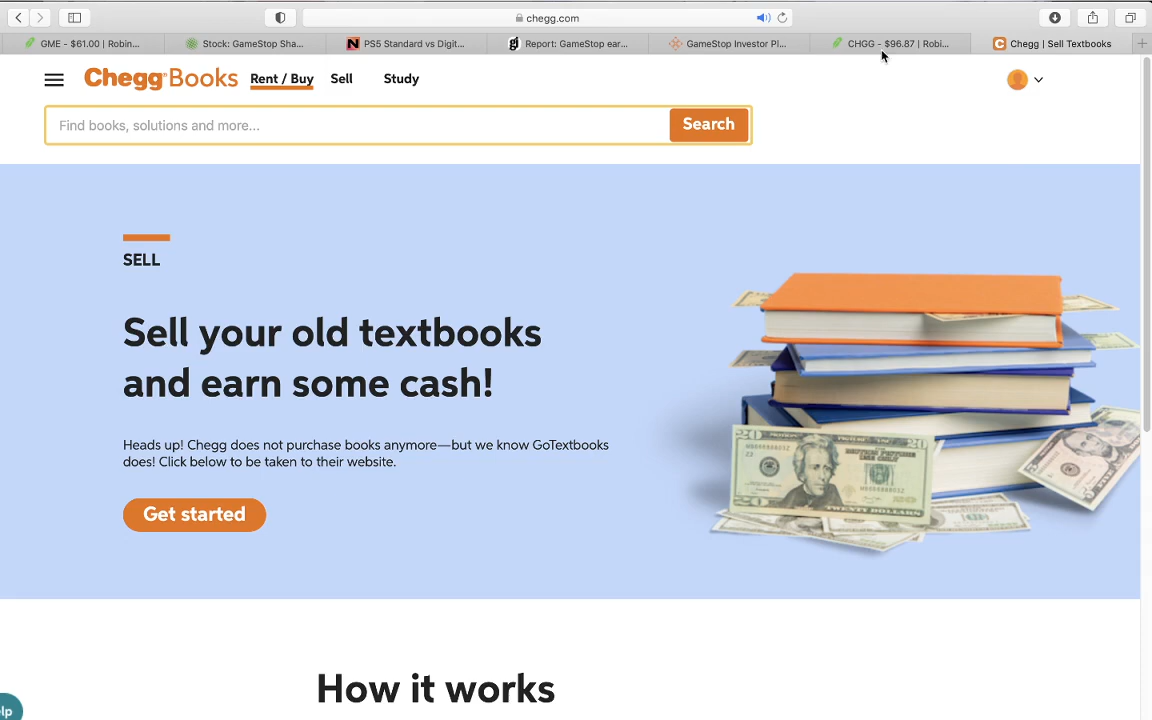 chegg.com
GME - $61.00 | Robin...
Stock: GameStop Sha...
PS5 Standard vs Digit...
Report: GameStop ear...
GameStop Investor Pl...
CHGG - $96.87 | Robi...
Chegg | Sell Textbooks
Chegg Books
Rent / Buy
Sell
Study
Find books, solutions and more...
Search
SELL
Sell your old textbooks
and earn some cash!
Heads up! Chegg does not purchase books anymore—but we know GoTextbooks
does! Click below to be taken to their website.
Get started
TWENTY DOLLARS
How it works
lp